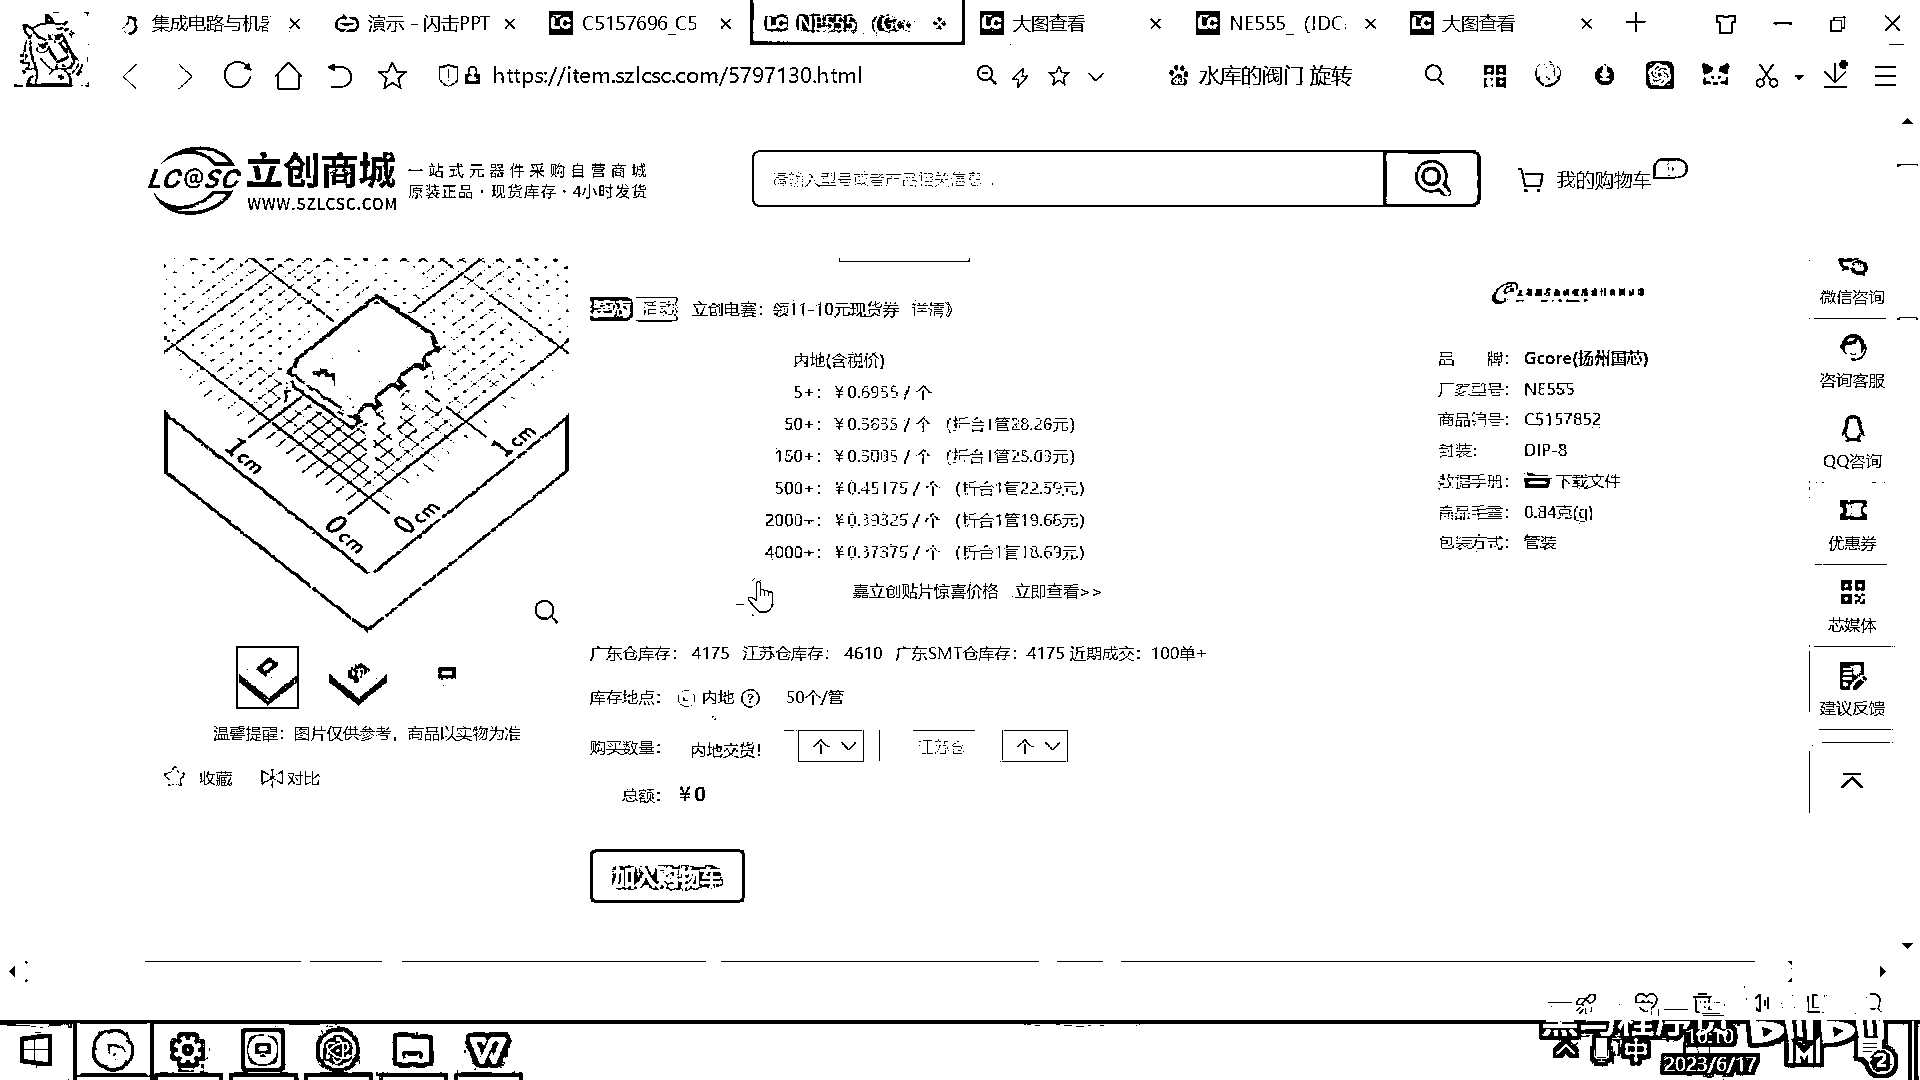 集成电路与机器
演示 - 闪击PPT
C5157696_C5
NE555 (Gc
大图查看
NE555_ (IDC
大图查看
https://item.szlcsc.com/5797130.html
水库的阀门 旋转
LC@SC 立创商城
WWW.SZLCSC.COM
一站式元器件采购自营商城
原装正品·现货库存·4小时发货
请输入型号或者产品相关信息
我的购物车
活动 立创电赛：领11-10元现货券 详情》
内地(含税价)
5+： ￥0.6955 / 个
50+： ￥0.5655 / 个 (折合1管28.26元)
150+： ￥0.5005 / 个 (折合1管25.03元)
500+： ￥0.45175 / 个 (折合1管22.59元)
2000+： ￥0.39325 / 个 (折合1管19.66元)
4000+： ￥0.37375 / 个 (折合1管18.69元)
嘉立创贴片惊喜价格 立即查看>>
1cm
1cm
0cm
0cm
温馨提醒：图片仅供参考，商品以实物为准
收藏 对比
广东仓库存： 4175 江苏仓库存： 4610 广东SMT仓库存：4175 近期成交：100单+
库存地点： 内地 ? 50个/管
购买数量： 内地交货! 个 江苏仓 个
总额： ￥0
加入购物车
品 牌： Gcore(扬州国芯)
厂家型号： NE555
商品编号： C5157852
封装： DIP-8
数据手册： 下载文件
商品毛重： 0.84克(g)
包装方式： 管装
微信咨询
咨询客服
QQ咨询
优惠券
芯媒体
建议反馈
黑马程序员
中
10:10
2023/6/17
2